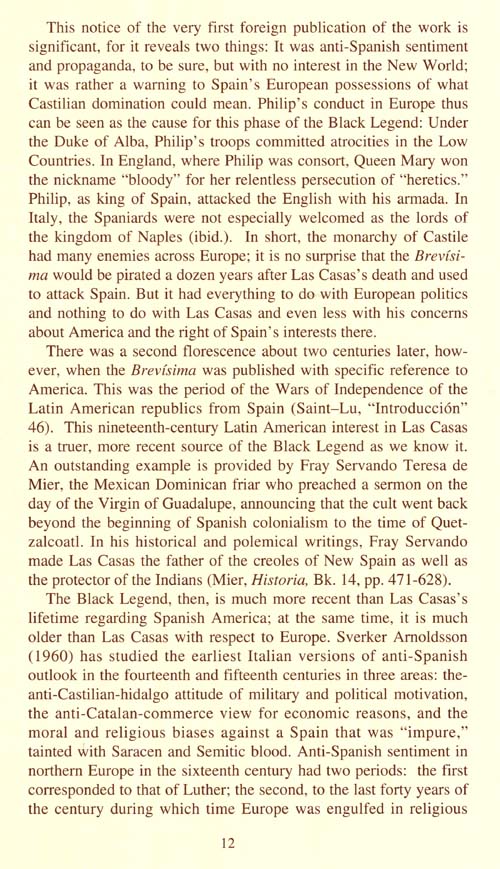 This notice of the very first foreign publication of the work is
significant, for it reveals two things: It was anti-Spanish sentiment
and propaganda, to be sure, but with no interest in the New World;
it was rather a warning to Spain's European possessions of what
Castilian domination could mean. Philip's conduct in Europe thus
can be seen as the cause for this phase of the Black Legend: Under
the Duke of Alba, Philip's troops committed atrocities in the Low
Countries. In England, where Philip was consort, Queen Mary won
the nickname “bloody” for her relentless persecution of “heretics.”
Philip, as king of Spain, attacked the English with his armada. In
Italy, the Spaniards were not especially welcomed as the lords of
the kingdom of Naples (ibid.). In short, the monarchy of Castile
had many enemies across Europe; it is no surprise that the Brevísi-
ma would be pirated a dozen years after Las Casas's death and used
to attack Spain. But it had everything to do with European politics
and nothing to do with Las Casas and even less with his concerns
about America and the right of Spain's interests there.
There was a second florescence about two centuries later, how-
ever, when the Brevísima was published with specific reference to
America. This was the period of the Wars of Independence of the
Latin American republics from Spain (Saint–Lu, “Introducción”
46). This nineteenth-century Latin American interest in Las Casas
is a truer, more recent source of the Black Legend as we know it.
An outstanding example is provided by Fray Servando Teresa de
Mier, the Mexican Dominican friar who preached a sermon on the
day of the Virgin of Guadalupe, announcing that the cult went back
beyond the beginning of Spanish colonialism to the time of Quet-
zalcoatl. In his historical and polemical writings, Fray Servando
made Las Casas the father of the creoles of New Spain as well as
the protector of the Indians (Mier, Historia, Bk. 14, pp. 471-628).
The Black Legend, then, is much more recent than Las Casas's
lifetime regarding Spanish America; at the same time, it is much
older than Las Casas with respect to Europe. Sverker Arnoldsson
(1960) has studied the earliest Italian versions of anti-Spanish
outlook in the fourteenth and fifteenth centuries in three areas: the-
anti-Castilian-hidalgo attitude of military and political motivation,
the anti-Catalan-commerce view for economic reasons, and the
moral and religious biases against a Spain that was “impure,”
tainted with Saracen and Semitic blood. Anti-Spanish sentiment in
northern Europe in the sixteenth century had two periods: the first
corresponded to that of Luther; the second, to the last forty years of
the century during which time Europe was engulfed in religious
12